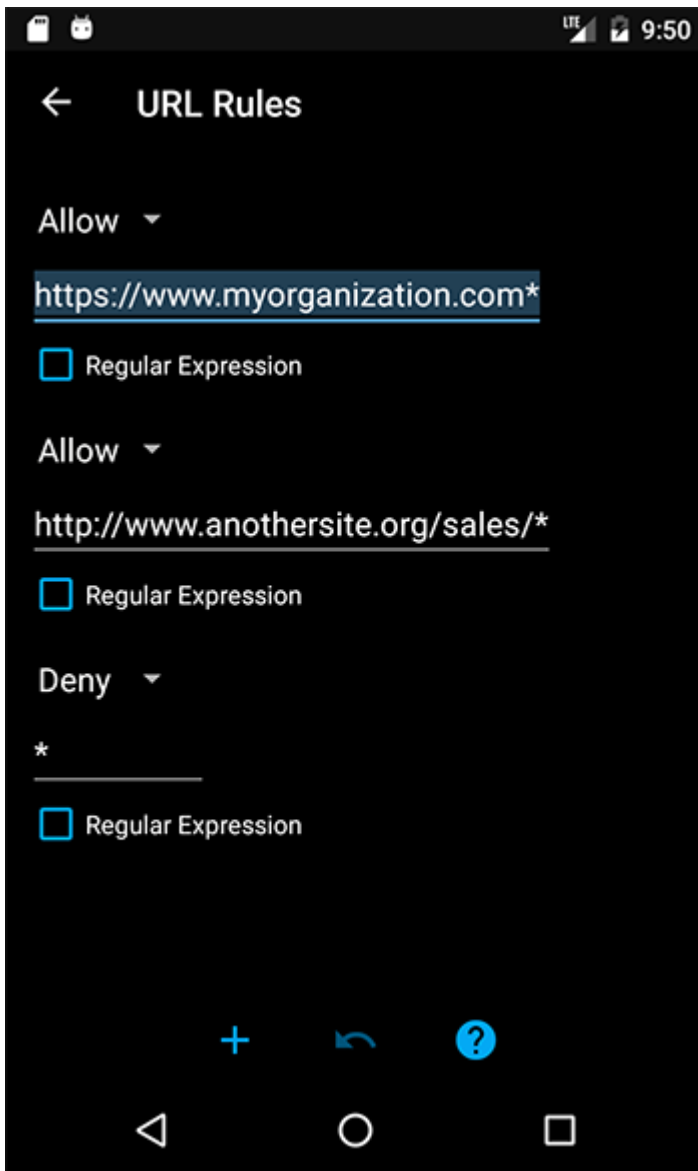 LTE 9:50
URL Rules
Allow
https://www.myorganization.com*
Regular Expression
Allow
http://www.anothersite.org/sales/*
Regular Expression
Deny
*
Regular Expression
?